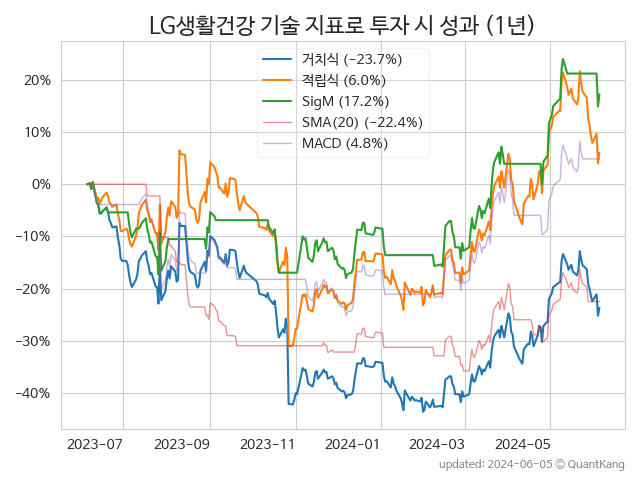 LG생활건강 기술 지표로 투자 시 성과 (1년)
거치식 (−23.7%)
적립식 (6.0%)
SigM (17.2%)
SMA(20) (−22.4%)
MACD (4.8%)
20%
10%
0%
−10%
−20%
−30%
−40%
2023−07 2023−09 2023−11 2024−01 2024−03 2024−05
updated: 2024−06−05 ⓒ QuantKang